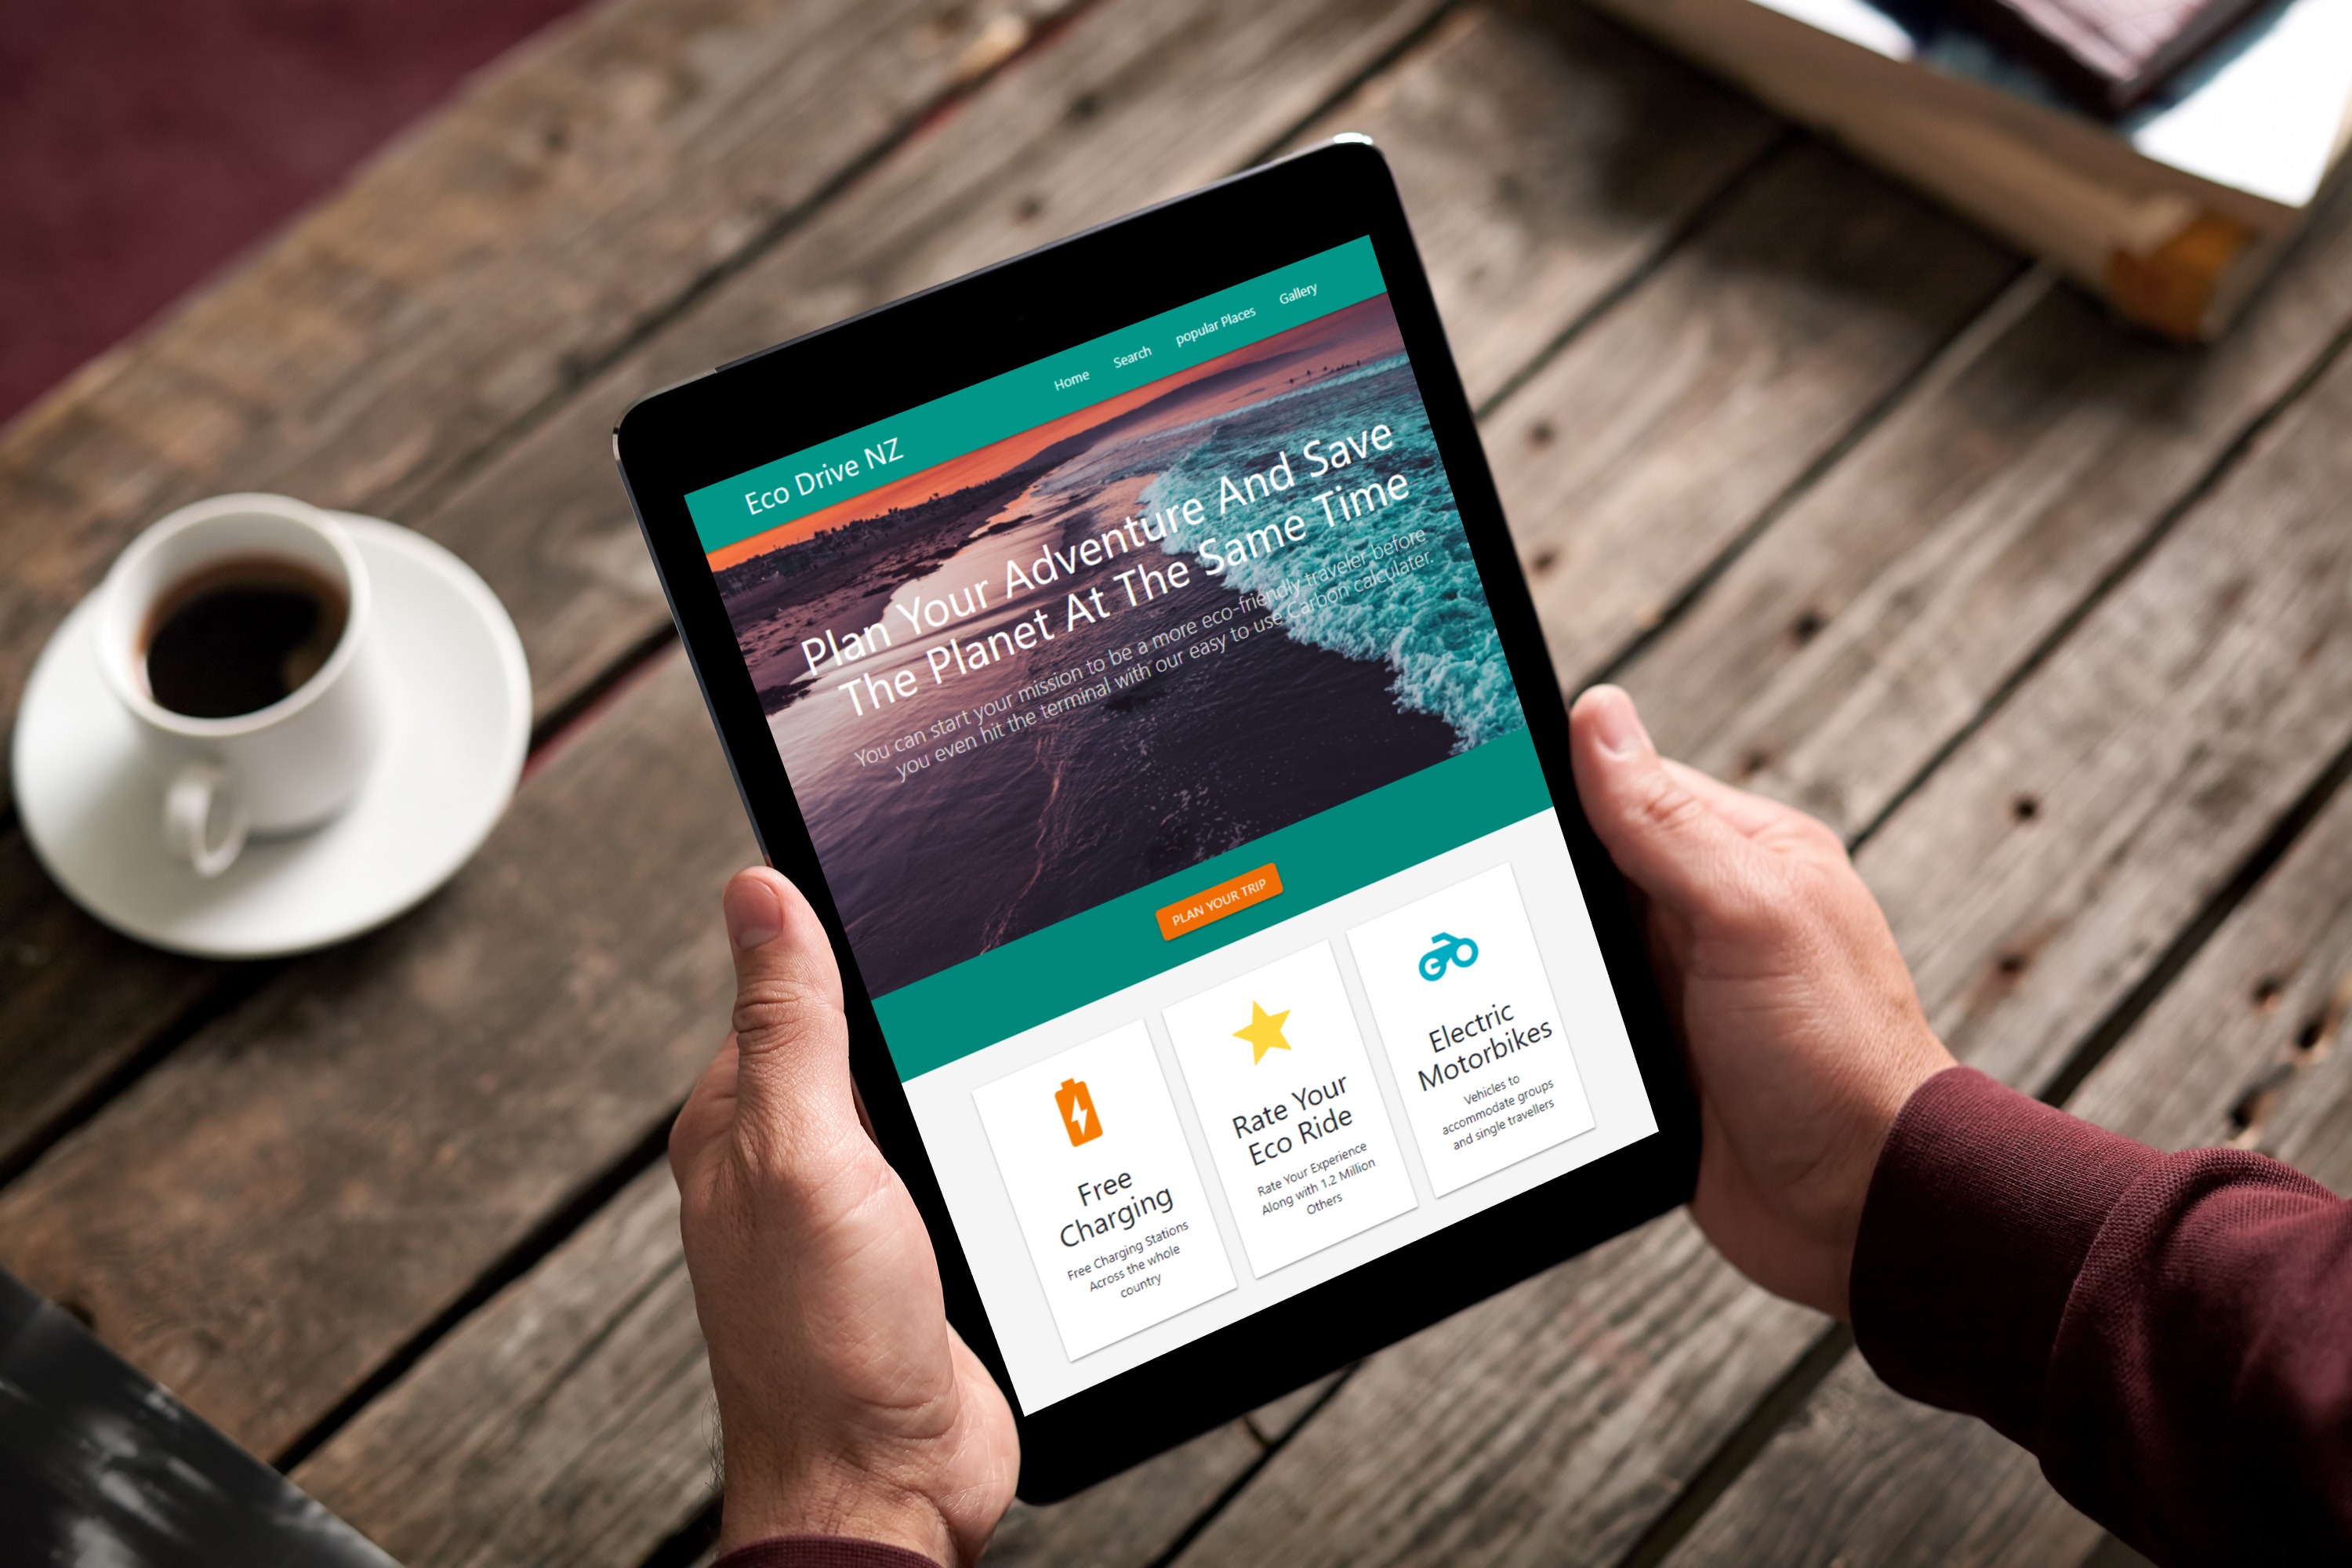 Eco Drive NZ
Home Search popular Places Gallery
Plan Your Adventure And Save
The Planet At The Same Time
You can start your mission to be a more eco-friendly traveler before
you even hit the terminal with our easy to use Carbon calculater.
PLAN YOUR TRIP
Free
Charging
Free Charging Stations
Across the whole
country
Rate Your
Eco Ride
Rate Your Experience
Along with 1.2 Million
Others
Electric
Motorbikes
Vehicles to
accommodate groups
and single travellers